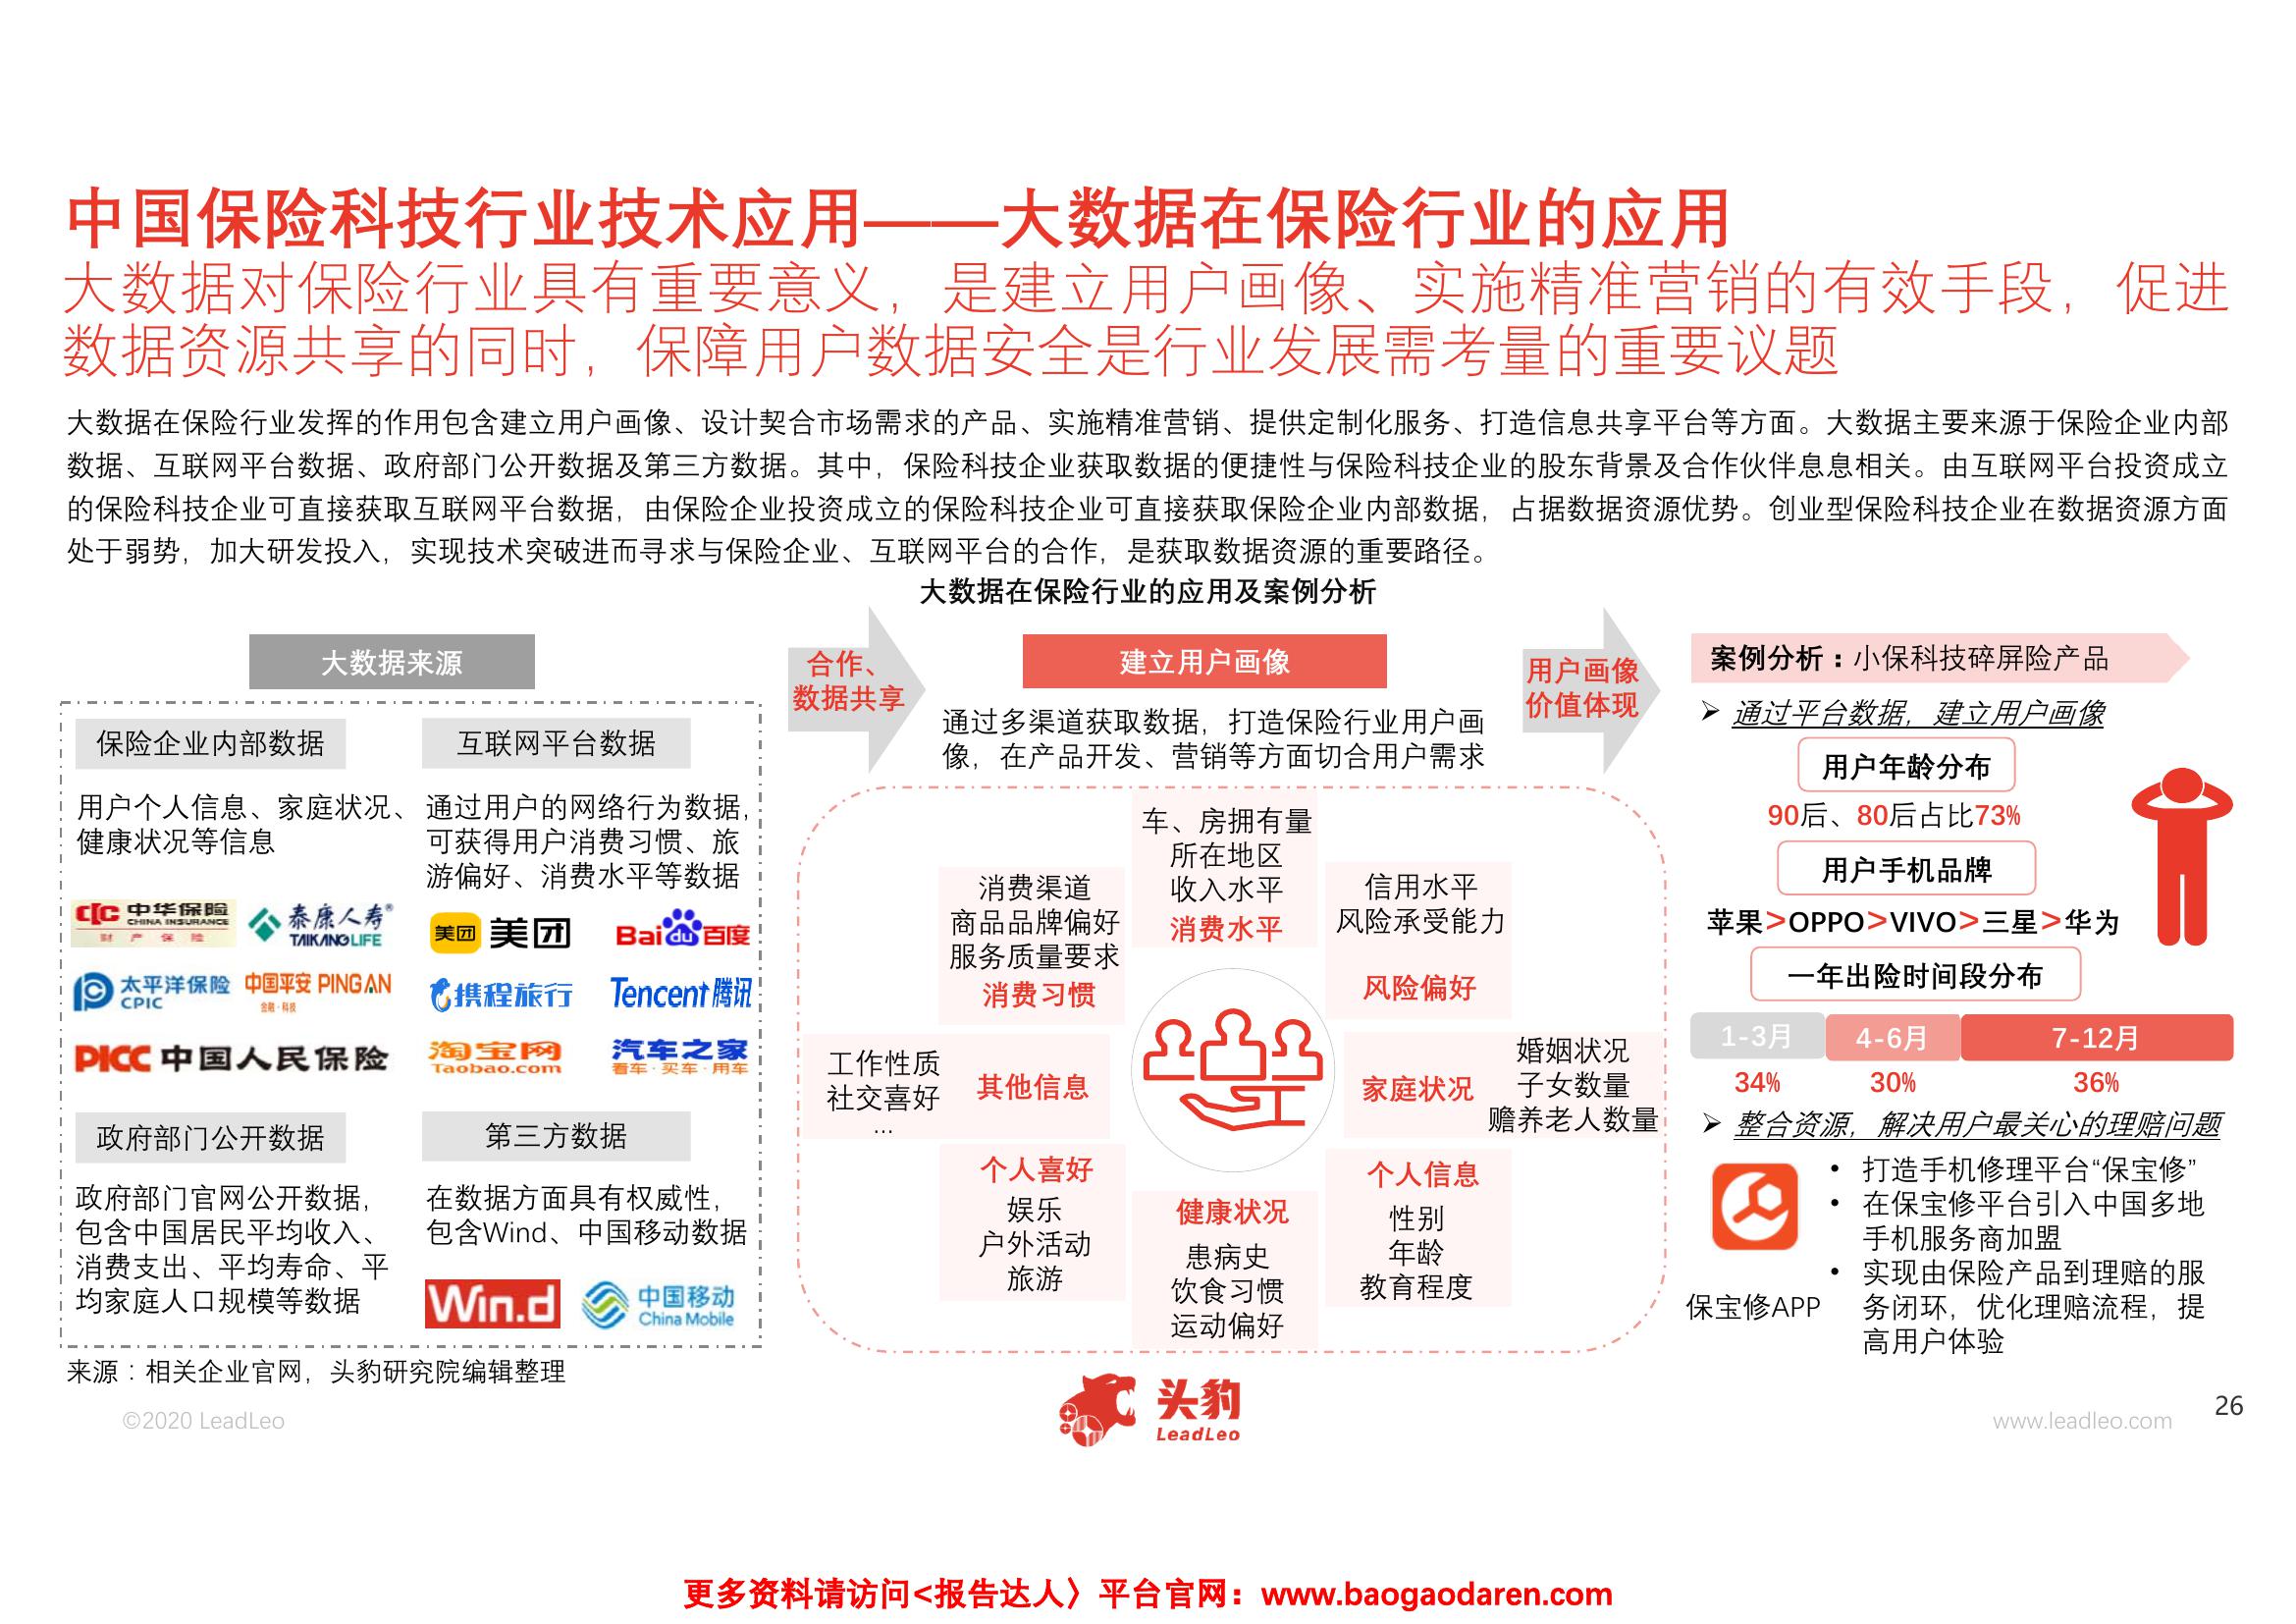 中国保险科技行业技术应用——大数据在保险行业的应用
大数据对保险行业具有重要意义，是建立用户画像、实施精准营销的有效手段，促进
数据资源共享的同时，保障用户数据安全是行业发展需考量的重要议题
大数据在保险行业发挥的作用包含建立用户画像、设计契合市场需求的产品、实施精准营销、提供定制化服务、打造信息共享平台等方面。大数据主要来源于保险企业内部
数据、互联网平台数据、政府部门公开数据及第三方数据。其中，保险科技企业获取数据的便捷性与保险科技企业的股东背景及合作伙伴息息相关。由互联网平台投资成立
的保险科技企业可直接获取互联网平台数据，由保险企业投资成立的保险科技企业可直接获取保险企业内部数据，占据数据资源优势。创业型保险科技企业在数据资源方面
处于弱势，加大研发投入，实现技术突破进而寻求与保险企业、互联网平台的合作，是获取数据资源的重要路径。
大数据在保险行业的应用及案例分析
大数据来源
保险企业内部数据
用户个人信息、家庭状况、
健康状况等信息
中华保险
CHINA INSURANCE
财产保险
泰康人寿®
TAIKANGLIFE
太平洋保险
CPIC
中国平安 PING AN
金融·科技
PICC 中国人民保险
互联网平台数据
通过用户的网络行为数据，
可获得用户消费习惯、旅
游偏好、消费水平等数据
美团 美团
Bai du 百度
携程旅行
Tencent 腾讯
淘宝网
Taobao.com
汽车之家
看车·买车·用车
政府部门公开数据
政府部门官网公开数据，
包含中国居民平均收入、
消费支出、平均寿命、平
均家庭人口规模等数据
第三方数据
在数据方面具有权威性，
包含Wind、中国移动数据
Win.d
中国移动
China Mobile
合作、
数据共享
建立用户画像
通过多渠道获取数据，打造保险行业用户画
像，在产品开发、营销等方面切合用户需求
车、房拥有量
所在地区
收入水平
消费水平
消费渠道
商品品牌偏好
服务质量要求
消费习惯
信用水平
风险承受能力
风险偏好
工作性质
社交喜好
...
其他信息
家庭状况
婚姻状况
子女数量
赡养老人数量
个人喜好
娱乐
户外活动
旅游
健康状况
患病史
饮食习惯
运动偏好
个人信息
性别
年龄
教育程度
用户画像
价值体现
案例分析：小保科技碎屏险产品
➢ 通过平台数据，建立用户画像
用户年龄分布
90后、80后占比73%
用户手机品牌
苹果>OPPO>VIVO>三星>华为
一年出险时间段分布
1-3月 4-6月 7-12月
34% 30% 36%
➢ 整合资源，解决用户最关心的理赔问题
保宝修APP
• 打造手机修理平台“保宝修”
• 在保宝修平台引入中国多地
手机服务商加盟
• 实现由保险产品到理赔的服
务闭环，优化理赔流程，提
高用户体验
来源：相关企业官网，头豹研究院编辑整理
©2020 LeadLeo
头豹
LeadLeo
www.leadleo.com
26
更多资料请访问<报告达人〉平台官网：www.baogaodaren.com